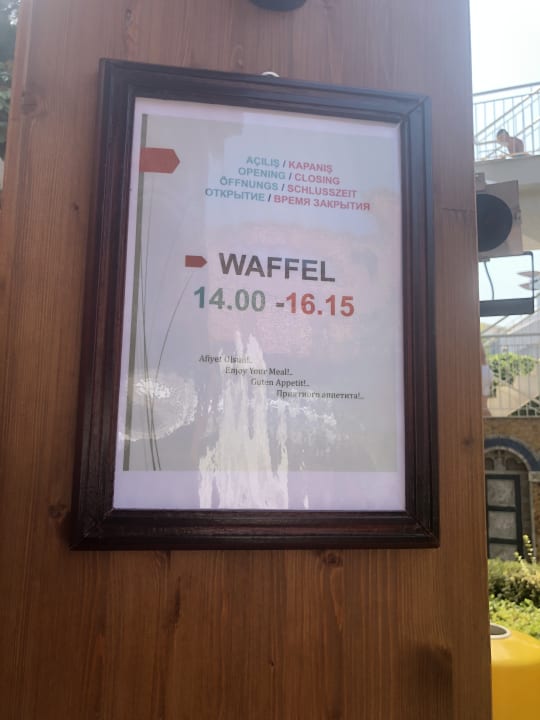 AÇILIŞ / KAPANIŞ
OPENING / CLOSING
ÖFFNUNGS / SCHLUSSZEIT
ОТКРЫТИЕ / ВРЕМЯ ЗАКРЫТИЯ
WAFFEL
14.00 -16.15
Afiyet Olsun!..
Enjoy Your Meal!..
Guten Appetit!..
Приятного аппетита!..